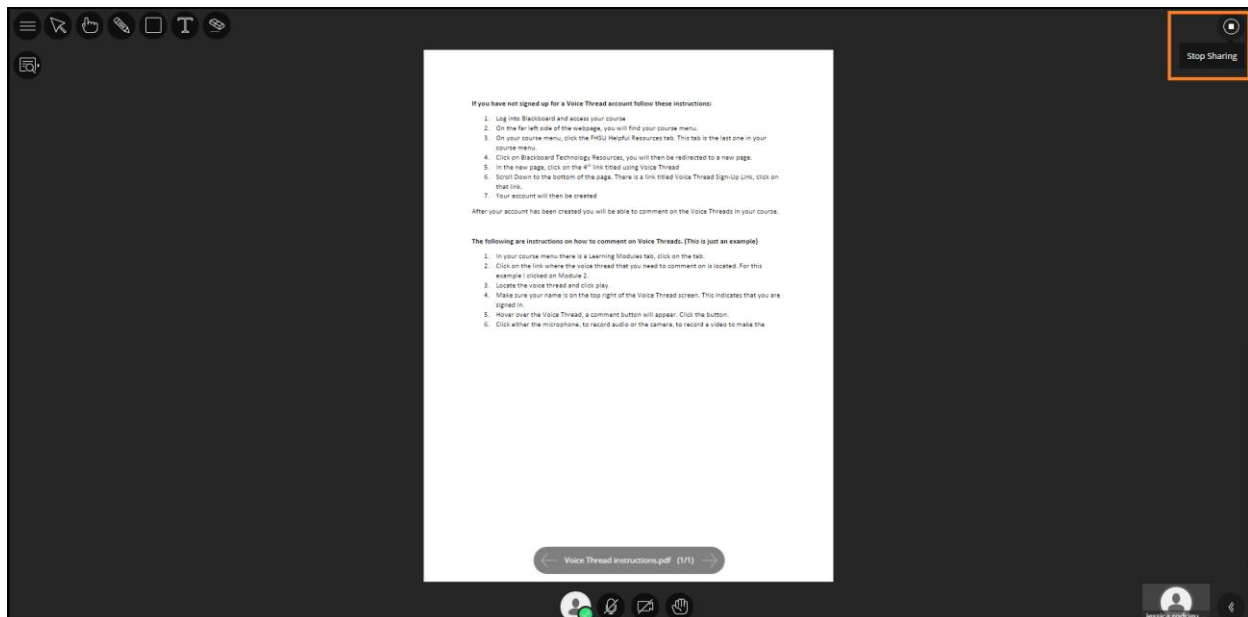 Stop Sharing
If you have not signed up for a Voice Thread account follow these instructions:
1. Log into Blackboard and access your course
2. On the far left side of the webpage, you will find your course menu.
3. On your course menu, click the FHSU Helpful Resources tab. This tab is the last one in your
course menu.
4. Click on Blackboard Technology Resources, you will then be redirected to a new page.
5. In the new page, click on the 4th link titled using Voice Thread
6. Scroll Down to the bottom of the page. There is a link titled Voice Thread Sign-Up Link, click on
that link.
7. Your account will then be created
After your account has been created you will be able to comment on the Voice Threads in your course.
The following are instructions on how to comment on Voice Threads. (This is just an example)
1. In your course menu there is a Learning Modules tab, click on the tab.
2. Click on the link where the voice thread that you need to comment on is located. For this
example I clicked on Module 2.
3. Locate the voice thread and click play.
4. Make sure your name is on the top right of the Voice Thread screen. This indicates that you are
signed in.
5. Hover over the Voice Thread, a comment button will appear. Click the button.
6. Click either the microphone, to record audio or the camera, to record a video to make the
Voice Thread Instructions.pdf (1/1)